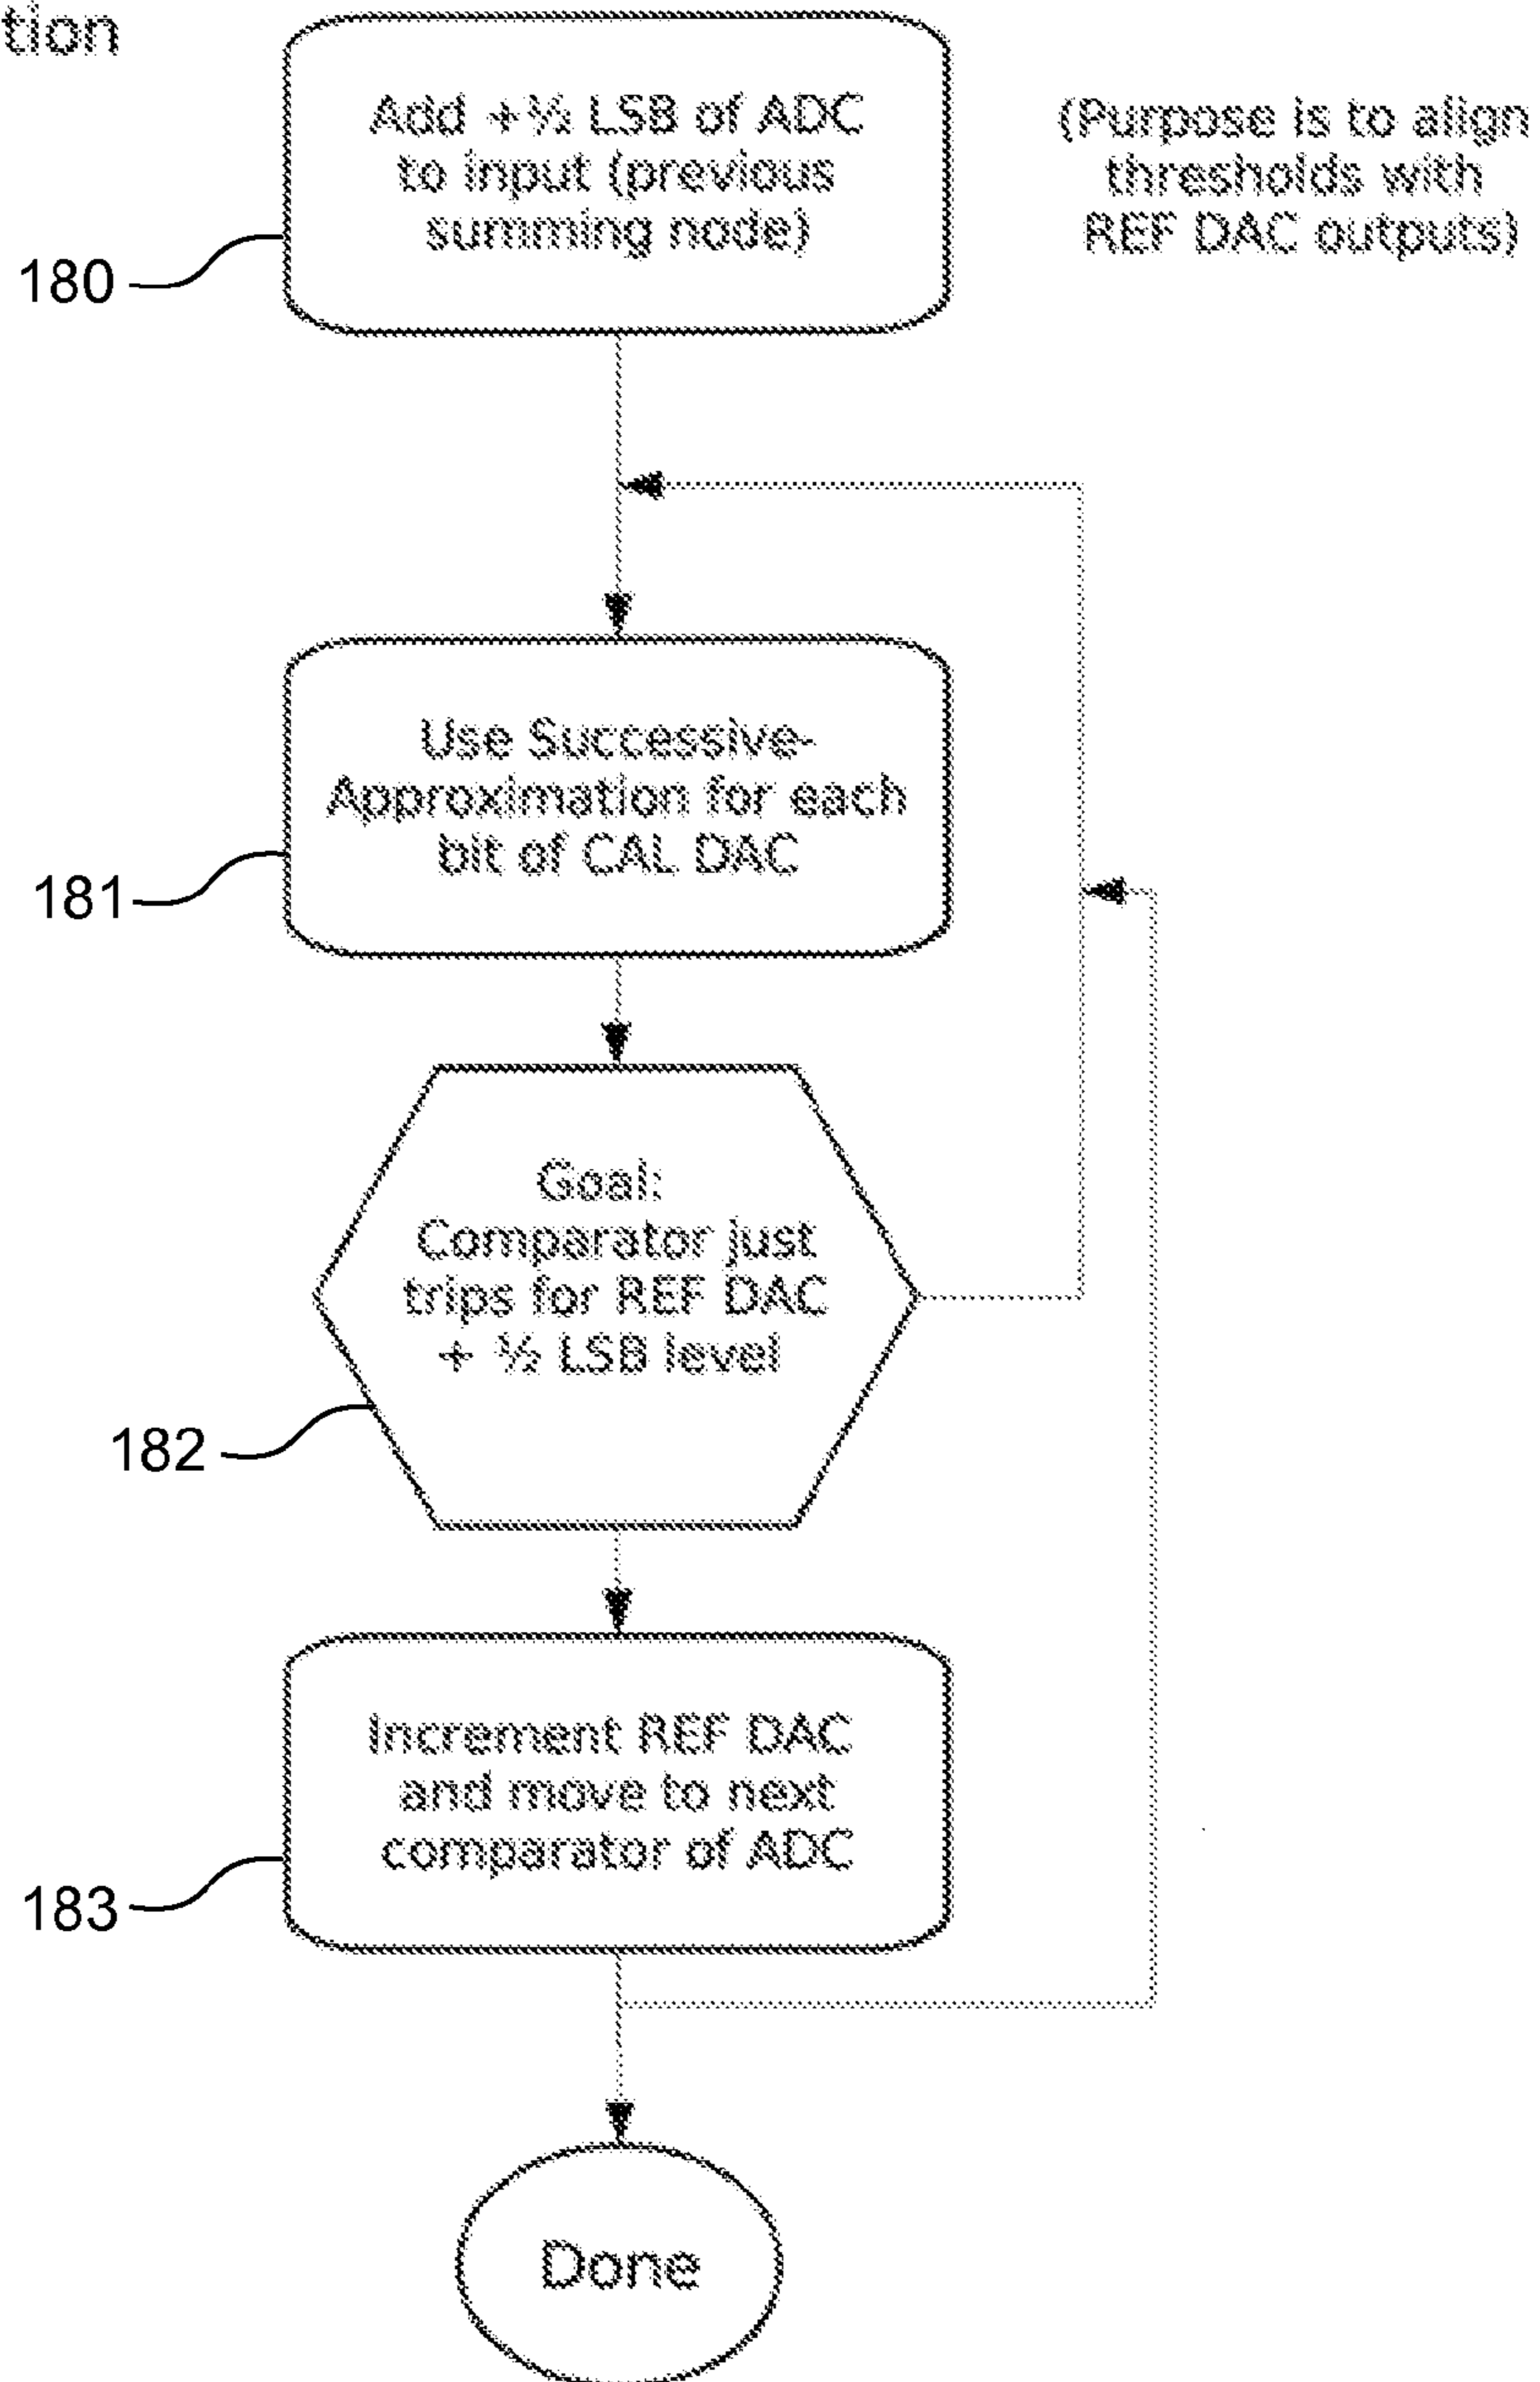 tion
Add +½ LSB of ADC
to input (previous
summing node)
(Purpose is to align
thresholds with
REF DAC outputs)
180
Use Successive-
Approximation for each
bit of CAL DAC
181
Goal:
Comparator just
trips for REF DAC
+ ½ LSB level
182
Increment REF DAC
and move to next
comparator of ADC
183
Done